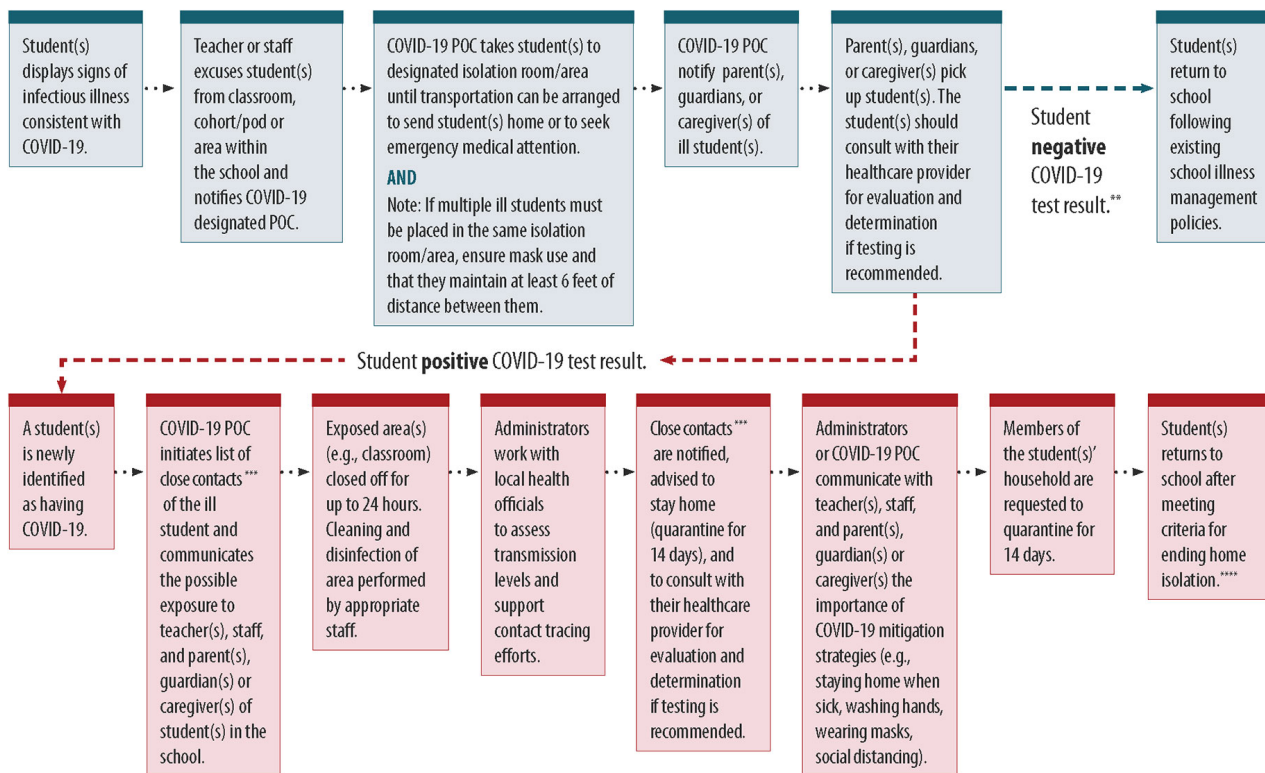 Student(s)
displays signs of
infectious illness
consistent with
COVID-19.
Teacher or staff
excuses student(s)
from classroom,
cohort/pod or
area within
the school and
notifies COVID-19
designated POC.
COVID-19 POC takes student(s) to
designated isolation room/area
until transportation can be arranged
to send student(s) home or to seek
emergency medical attention.
AND
Note: If multiple ill students must
be placed in the same isolation
room/area, ensure mask use and
that they maintain at least 6 feet of
distance between them.
COVID-19 POC
notify parent(s),
guardians, or
caregiver(s) of
ill student(s).
Parent(s), guardians,
or caregiver(s) pick
up student(s). The
student(s) should
consult with their
healthcare provider
for evaluation and
determination
if testing is
recommended.
Student
negative
COVID-19
test result.**
Student(s)
return to
school
following
existing
school illness
management
policies.
Student positive COVID-19 test result.
A student(s)
is newly
identified
as having
COVID-19.
COVID-19 POC
initiates list of
close contacts***
of the ill
student and
communicates
the possible
exposure to
teacher(s), staff,
and parent(s),
guardian(s) or
caregiver(s) of
student(s) in the
school.
Exposed area(s)
(e.g., classroom)
closed off for
up to 24 hours.
Cleaning and
disinfection of
area performed
by appropriate
staff.
Administrators
work with
local health
officials
to assess
transmission
levels and
support
contact tracing
efforts.
Close contacts***
are notified,
advised to
stay home
(quarantine for
14 days), and
to consult with
their healthcare
provider for
evaluation and
determination
if testing is
recommended.
Administrators
or COVID-19 POC
communicate with
teacher(s), staff,
and parent(s),
guardian(s) or
caregiver(s) the
importance of
COVID-19 mitigation
strategies (e.g.,
staying home when
sick, washing hands,
wearing masks,
social distancing).
Members of
the student(s)’
household are
requested to
quarantine for
14 days.
Student(s)
returns to
school after
meeting
criteria for
ending home
isolation.****